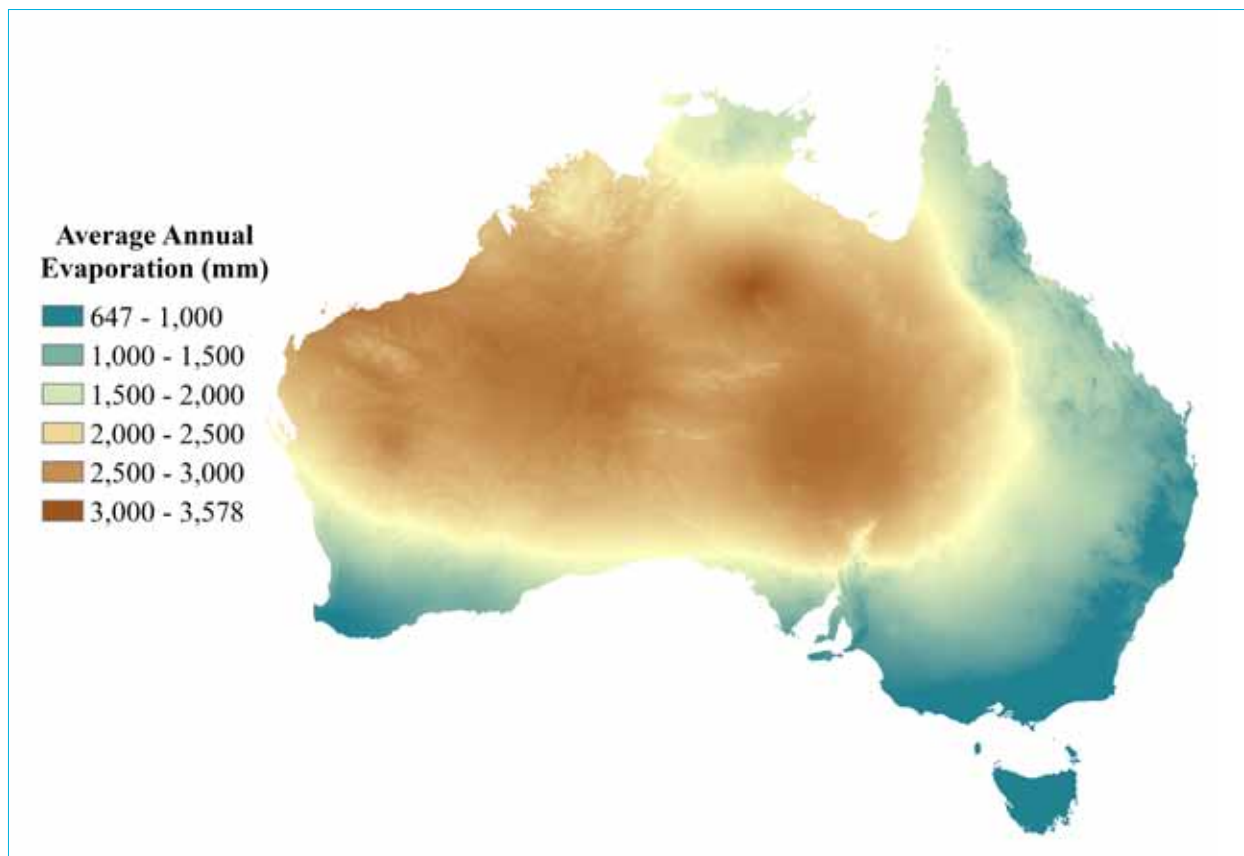 Average Annual
Evaporation (mm)
647 - 1,000
1,000 - 1,500
1,500 - 2,000
2,000 - 2,500
2,500 - 3,000
3,000 - 3,578